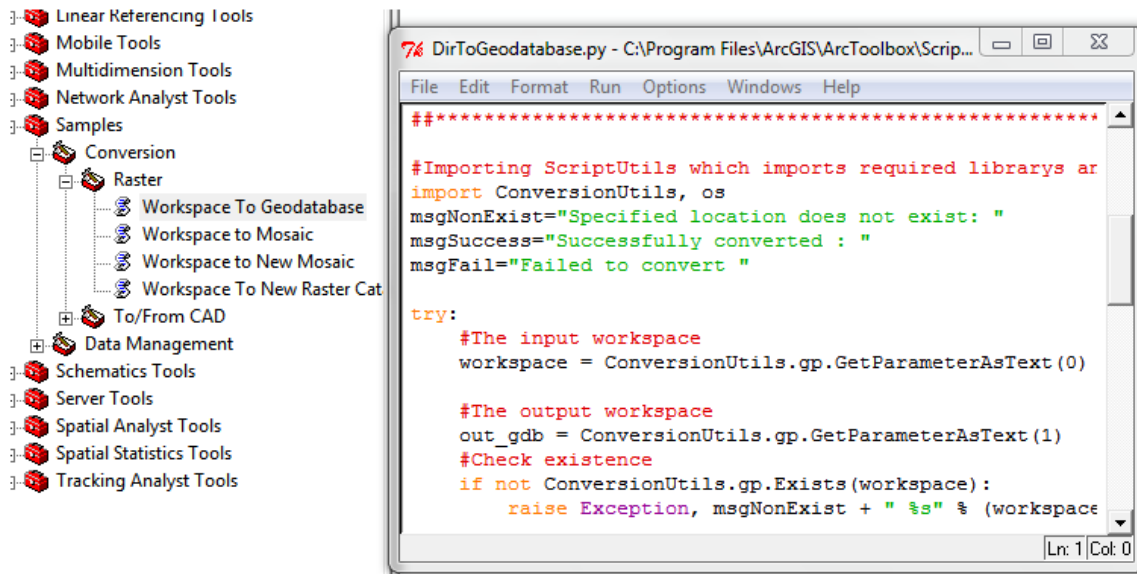 Linear Referencing Tools
Mobile Tools
Multidimension Tools
Network Analyst Tools
Samples
Conversion
Raster
Workspace To Geodatabase
Workspace to Mosaic
Workspace to New Mosaic
Workspace To New Raster Cat
To/From CAD
Data Management
Schematics Tools
Server Tools
Spatial Analyst Tools
Spatial Statistics Tools
Tracking Analyst Tools
DirToGeodatabase.py - C:\Program Files\ArcGIS\ArcToolbox\Scrip...
File Edit Format Run Options Windows Help
##*******************************************************
#Importing ScriptUtils which imports required librarys an
import ConversionUtils, os
msgNonExist="Specified location does not exist: "
msgSuccess="Successfully converted : "
msgFail="Failed to convert "
try:
#The input workspace
workspace = ConversionUtils.gp.GetParameterAsText(0)
#The output workspace
out_gdb = ConversionUtils.gp.GetParameterAsText(1)
#Check existence
if not ConversionUtils.gp.Exists(workspace):
raise Exception, msgNonExist + " %s" % (workspace
Ln: 1 Col: 0